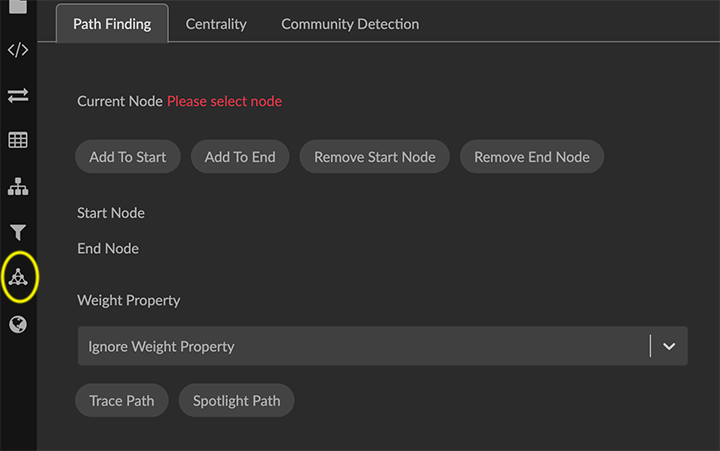 Path Finding
Centrality
Community Detection
Current Node Please select node
Add To Start
Add To End
Remove Start Node
Remove End Node
Start Node
End Node
Weight Property
Ignore Weight Property
Trace Path
Spotlight Path